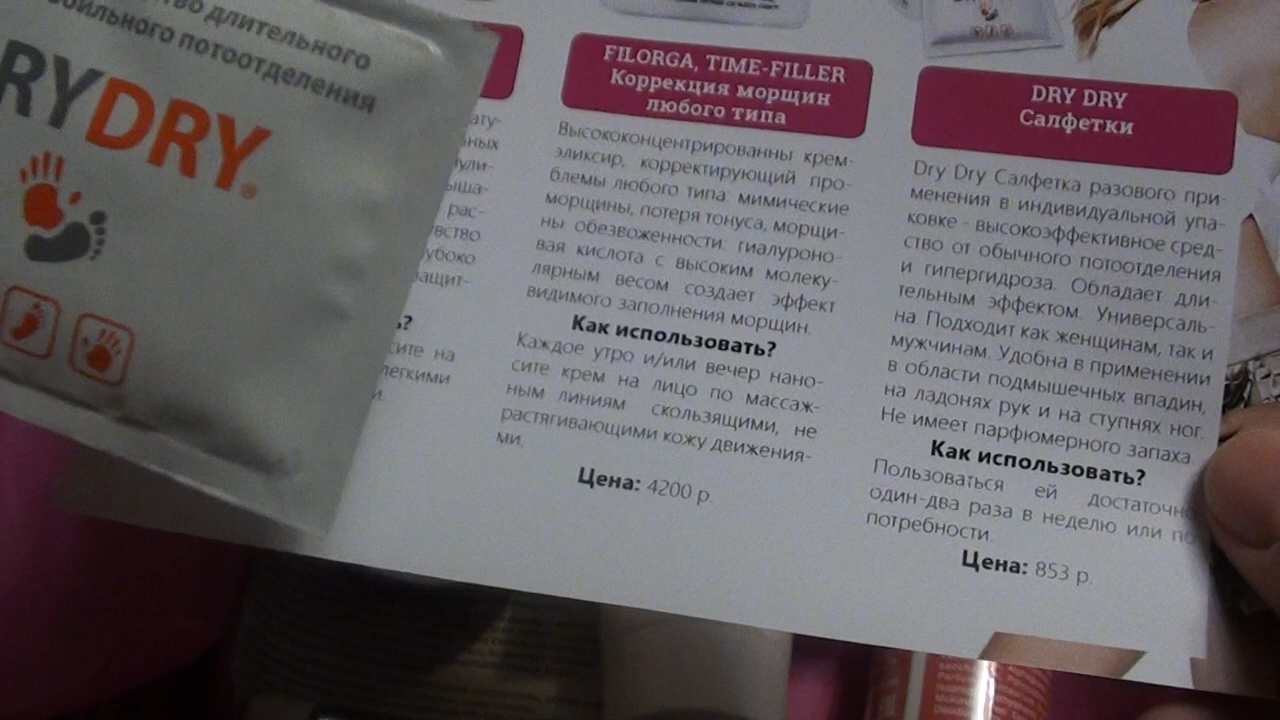 длительного
обильного потоотделения
RYDRY®
ь?
сите на
легкими
и.
FILORGA, TIME-FILLER
Коррекция морщин
любого типа
Высококонцентрированны крем-
эликсир, корректирующий про-
блемы любого типа: мимические
морщины, потеря тонуса, морщи-
ны обезвоженности. гиалуроно-
вая кислота с высоким молеку-
лярным весом создает эффект
видимого заполнения морщин.
Как использовать?
Каждое утро и/или вечер нано-
сите крем на лицо по массаж-
ным линиям скользящими, не
растягивающими кожу движения-
ми.
Цена: 4200 р.
DRY DRY
Салфетки
Dry Dry Салфетка разового при-
менения в индивидуальной упа-
ковке - высокоэффективное сред-
ство от обычного потоотделения
и гипергидроза. Обладает дли-
тельным эффектом. Универсаль-
на. Подходит как женщинам, так и
мужчинам. Удобна в применении
в области подмышечных впадин,
на ладонях рук и на ступнях ног.
Не имеет парфюмерного запаха.
Как использовать?
Пользоваться ей достаточно
один-два раза в неделю или по
потребности.
Цена: 853 р.